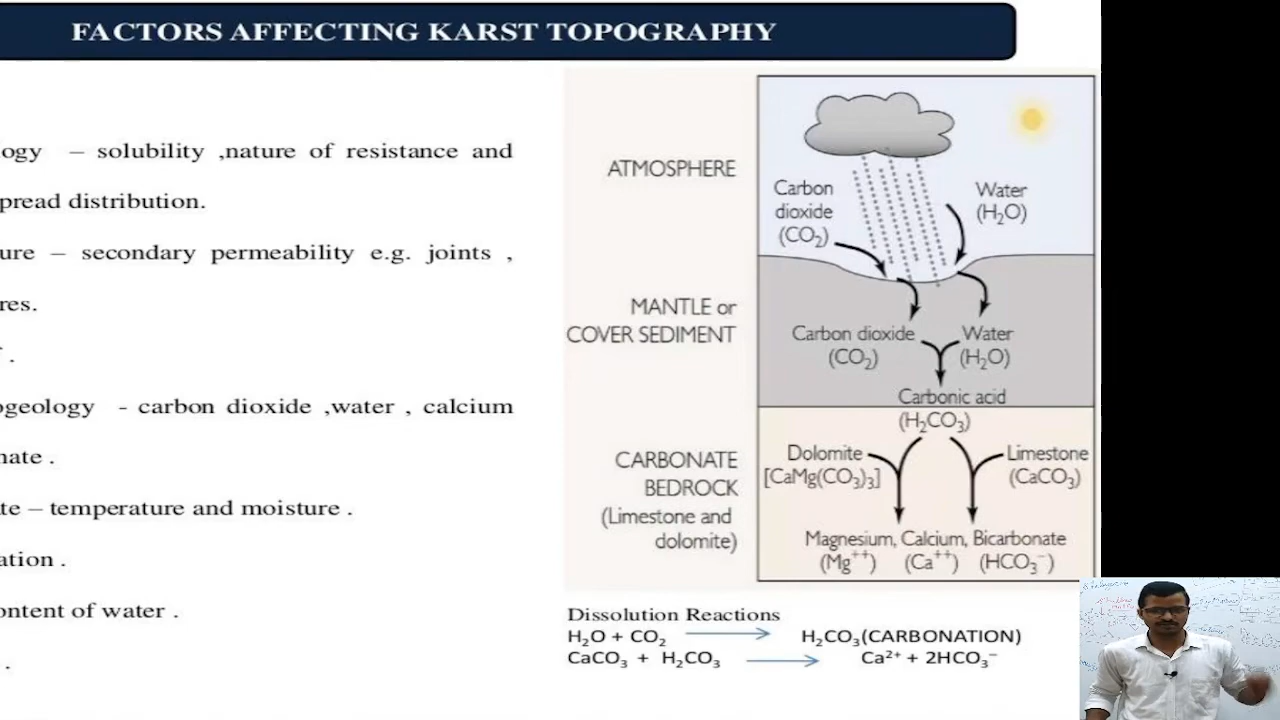 FACTORS AFFECTING KARST TOPOGRAPHY
ogy – solubility ,nature of resistance and
pread distribution.
ure – secondary permeability e.g. joints ,
res.
.
ogeology - carbon dioxide ,water , calcium
nate .
te – temperature and moisture .
ation .
ontent of water .
.
ATMOSPHERE
Carbon
dioxide
(CO₂)
Water
(H₂O)
MANTLE or
COVER SEDIMENT
Carbon dioxide
(CO₂)
Water
(H₂O)
Carbonic acid
(H₂CO₃)
CARBONATE
BEDROCK
(Limestone and
dolomite)
Dolomite
[CaMg(CO₃)₃]
Limestone
(CaCO₃)
Magnesium, Calcium, Bicarbonate
(Mg⁺⁺) (Ca⁺⁺) (HCO₃⁻)
Dissolution Reactions
H₂O + CO₂ → H₂CO₃(CARBONATION)
CaCO₃ + H₂CO₃ → Ca²⁺ + 2HCO₃⁻